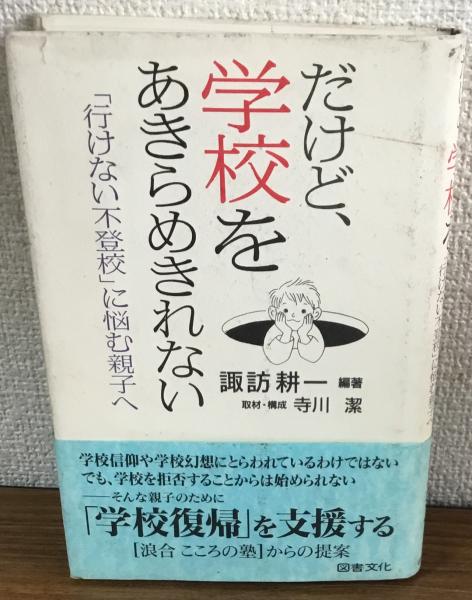 だけど、
学校を
あきらめきれない
「行けない不登校」に悩む親子へ
諏訪耕一 編著
取材・構成 寺川 潔
学校信仰や学校幻想にとらわれているわけではない
でも、学校を拒否することからは始められない
――そんな親子のために
「学校復帰」を支援する
[浪合 こころの塾]からの提案
図書文化